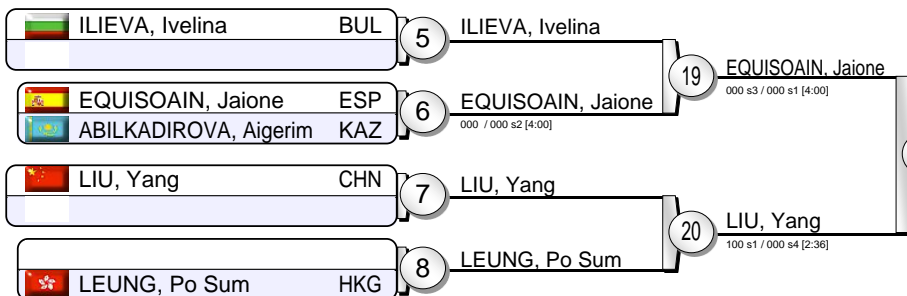 ILIEVA, Ivelina BUL
5
ILIEVA, Ivelina
19
EQUISOAIN, Jaione
000 s3 / 000 s1 [4:00]
EQUISOAIN, Jaione ESP
ABILKADIROVA, Aigerim KAZ
6
EQUISOAIN, Jaione
000 / 000 s2 [4:00]
LIU, Yang CHN
7
LIU, Yang
20
LIU, Yang
100 s1 / 000 s4 [2:36]
8
LEUNG, Po Sum
LEUNG, Po Sum HKG